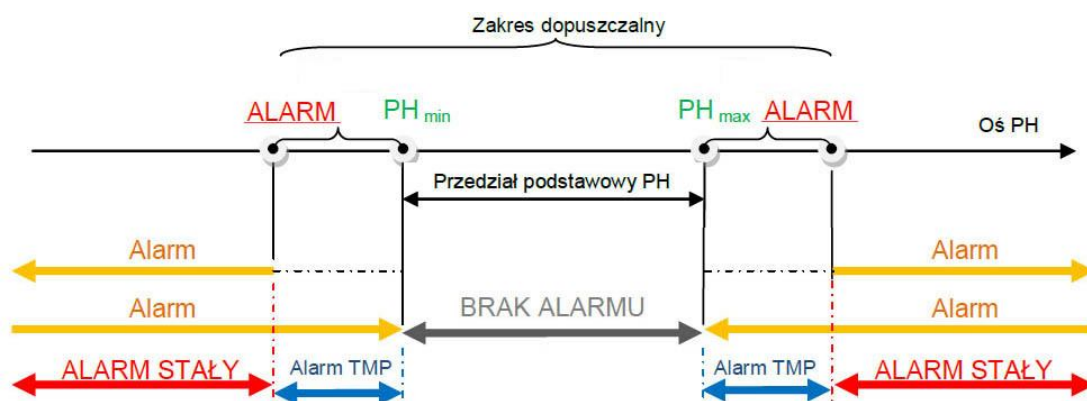 Zakres dopuszczalny
ALARM PH min PH max ALARM Oś PH
Przedział podstawowy PH
Alarm Alarm
Alarm BRAK ALARMU Alarm
ALARM STAŁY Alarm TMP Alarm TMP ALARM STAŁY